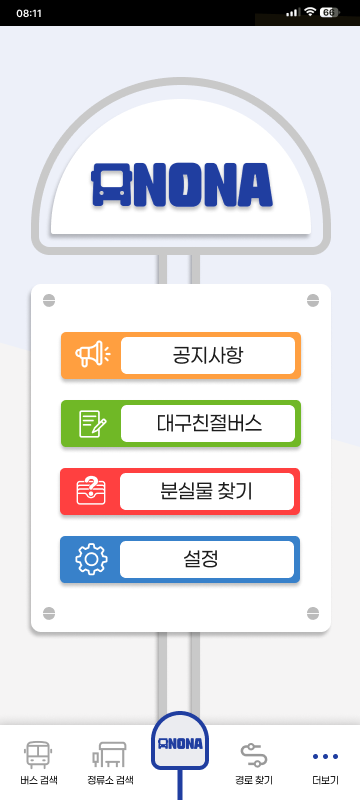 08:11
66
NONA
공지사항
대구친절버스
분실물 찾기
설정
NONA
버스 검색
정류소 검색
경로 찾기
더보기